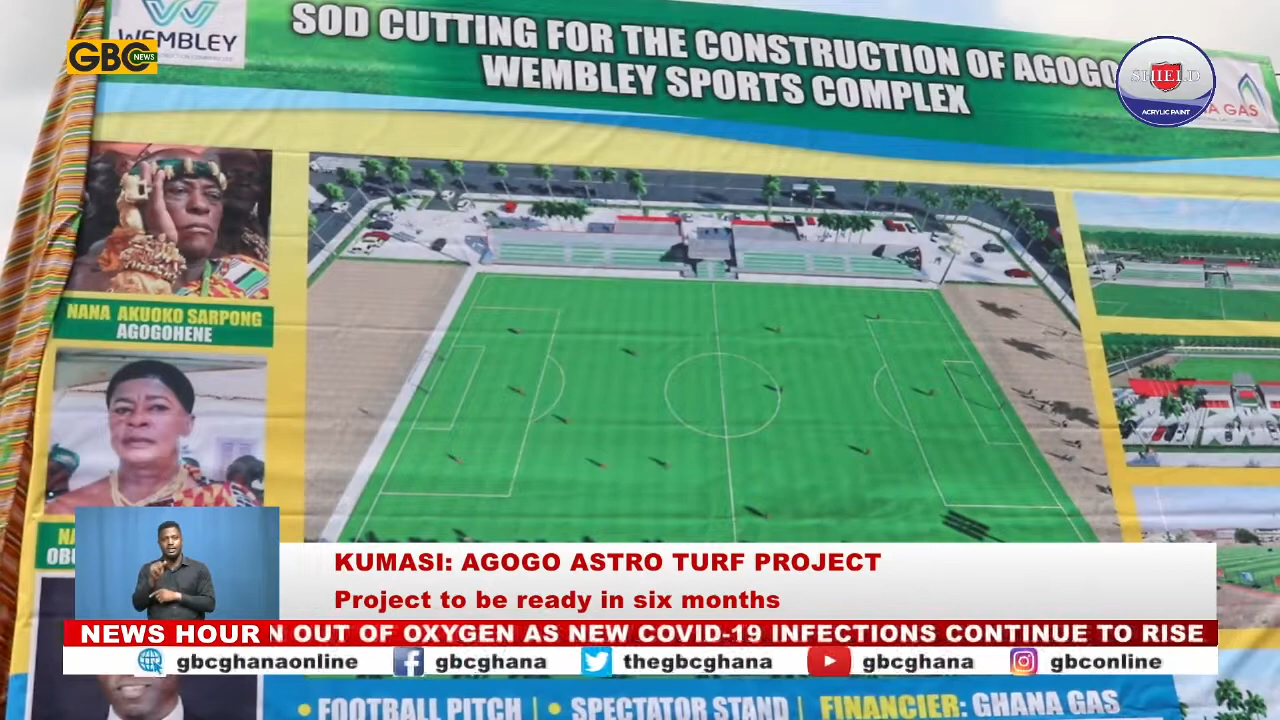 WEMBLEY
GBC NEWS
SOD CUTTING FOR THE CONSTRUCTION OF AGOGO
WEMBLEY SPORTS COMPLEX
SHIELD
ACRYLIC PAINT
GAS
NANA AKUOKO SARPONG
AGOGOHENE
KUMASI: AGOGO ASTRO TURF PROJECT
Project to be ready in six months
NEWS HOUR
OUT OF OXYGEN AS NEW COVID-19 INFECTIONS CONTINUE TO RISE
gbcghanaonline
gbcghana
thegbcghana
gbcghana
gbconline
• FOOTBALL PITCH | • SPECTATOR STAND | FINANCIER: GHANA GAS